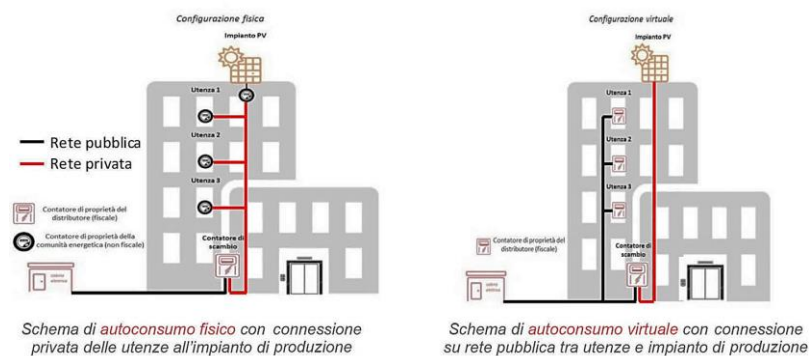 Configurazione fisica
Impianto PV
Utenza 1
Utenza 2
Utenza 3
Rete pubblica
Rete privata
Contatore di proprietà del
distributore (fiscale)
Contatore di proprietà della
comunità energetica (non fiscale)
Contatore di
scambio
cabina
elettrica
Schema di autoconsumo fisico con connessione
privata delle utenze all'impianto di produzione
Configurazione virtuale
Impianto PV
Utenza 1
Utenza 2
Utenza 3
Contatore di proprietà del
distributore (fiscale)
Contatore di
scambio
cabina
elettrica
Schema di autoconsumo virtuale con connessione
su rete pubblica tra utenze e impianto di produzione